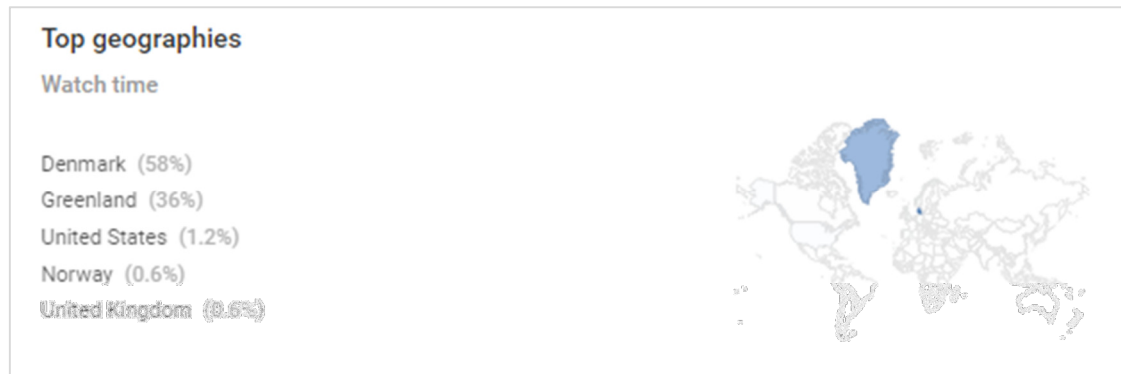 Top geographies
Watch time
Denmark (58%)
Greenland (36%)
United States (1.2%)
Norway (0.6%)
United Kingdom (0.6%)